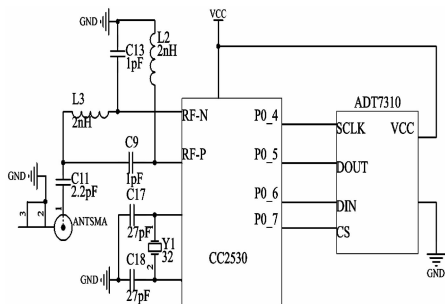 VCC
GND
C13
1pF
L2
2nH
L3
2nH
RF-N
P0_4
ADT7310
SCLK
VCC
C9
1pF
RF-P
P0_5
DOUT
GND
C11
2.2pF
P0_6
DIN
3
2
1
ANTSMA
C17
27pF
Y1
32
2
P0_7
CS
CC2530
GND
C18
27pF
GND